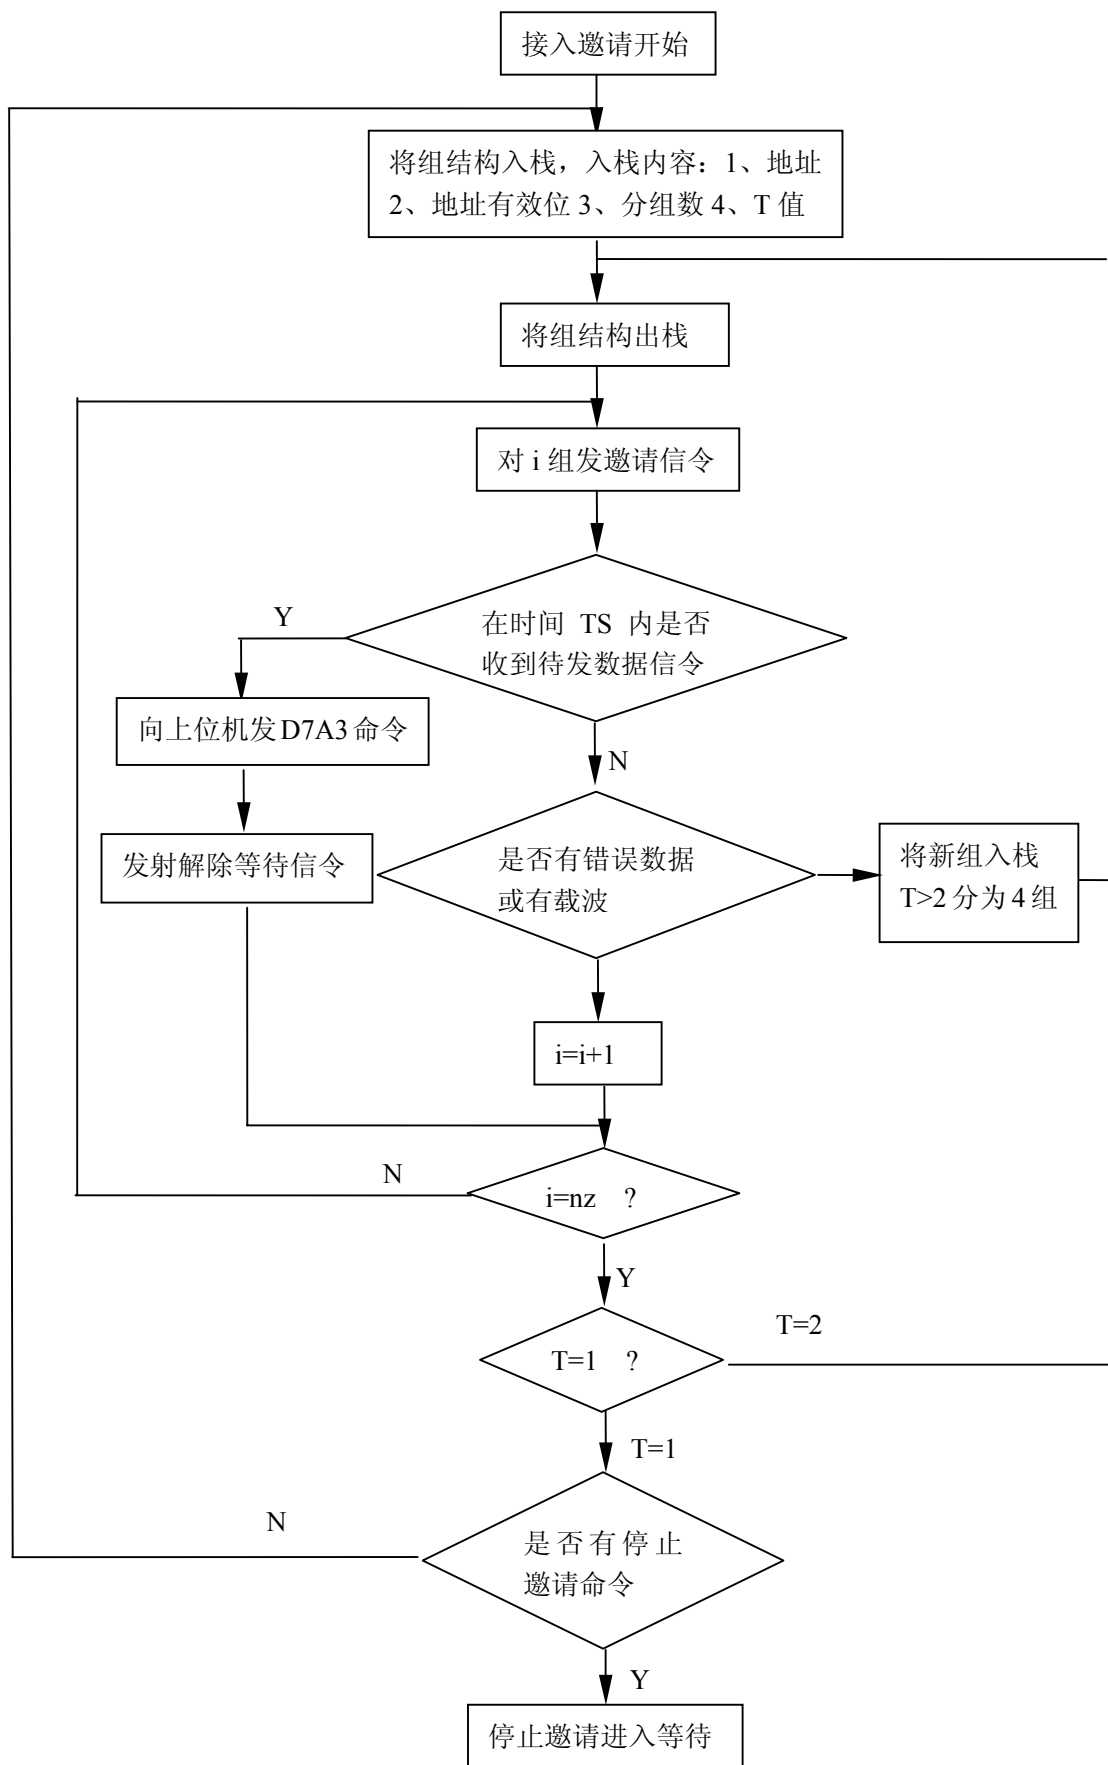 接入邀请开始
将组结构入栈，入栈内容：1、地址
2、地址有效位 3、分组数 4、T 值
将组结构出栈
对 i 组发邀请信令
在时间 TS 内是否
收到待发数据信令
Y
向上位机发D7A3命令
N
发射解除等待信令
是否有错误数据
或有载波
将新组入栈
T>2分为4组
i=i+1
N
i=nz ?
Y
T=2
T=1 ?
T=1
N
是否有停止
邀请命令
Y
停止邀请进入等待